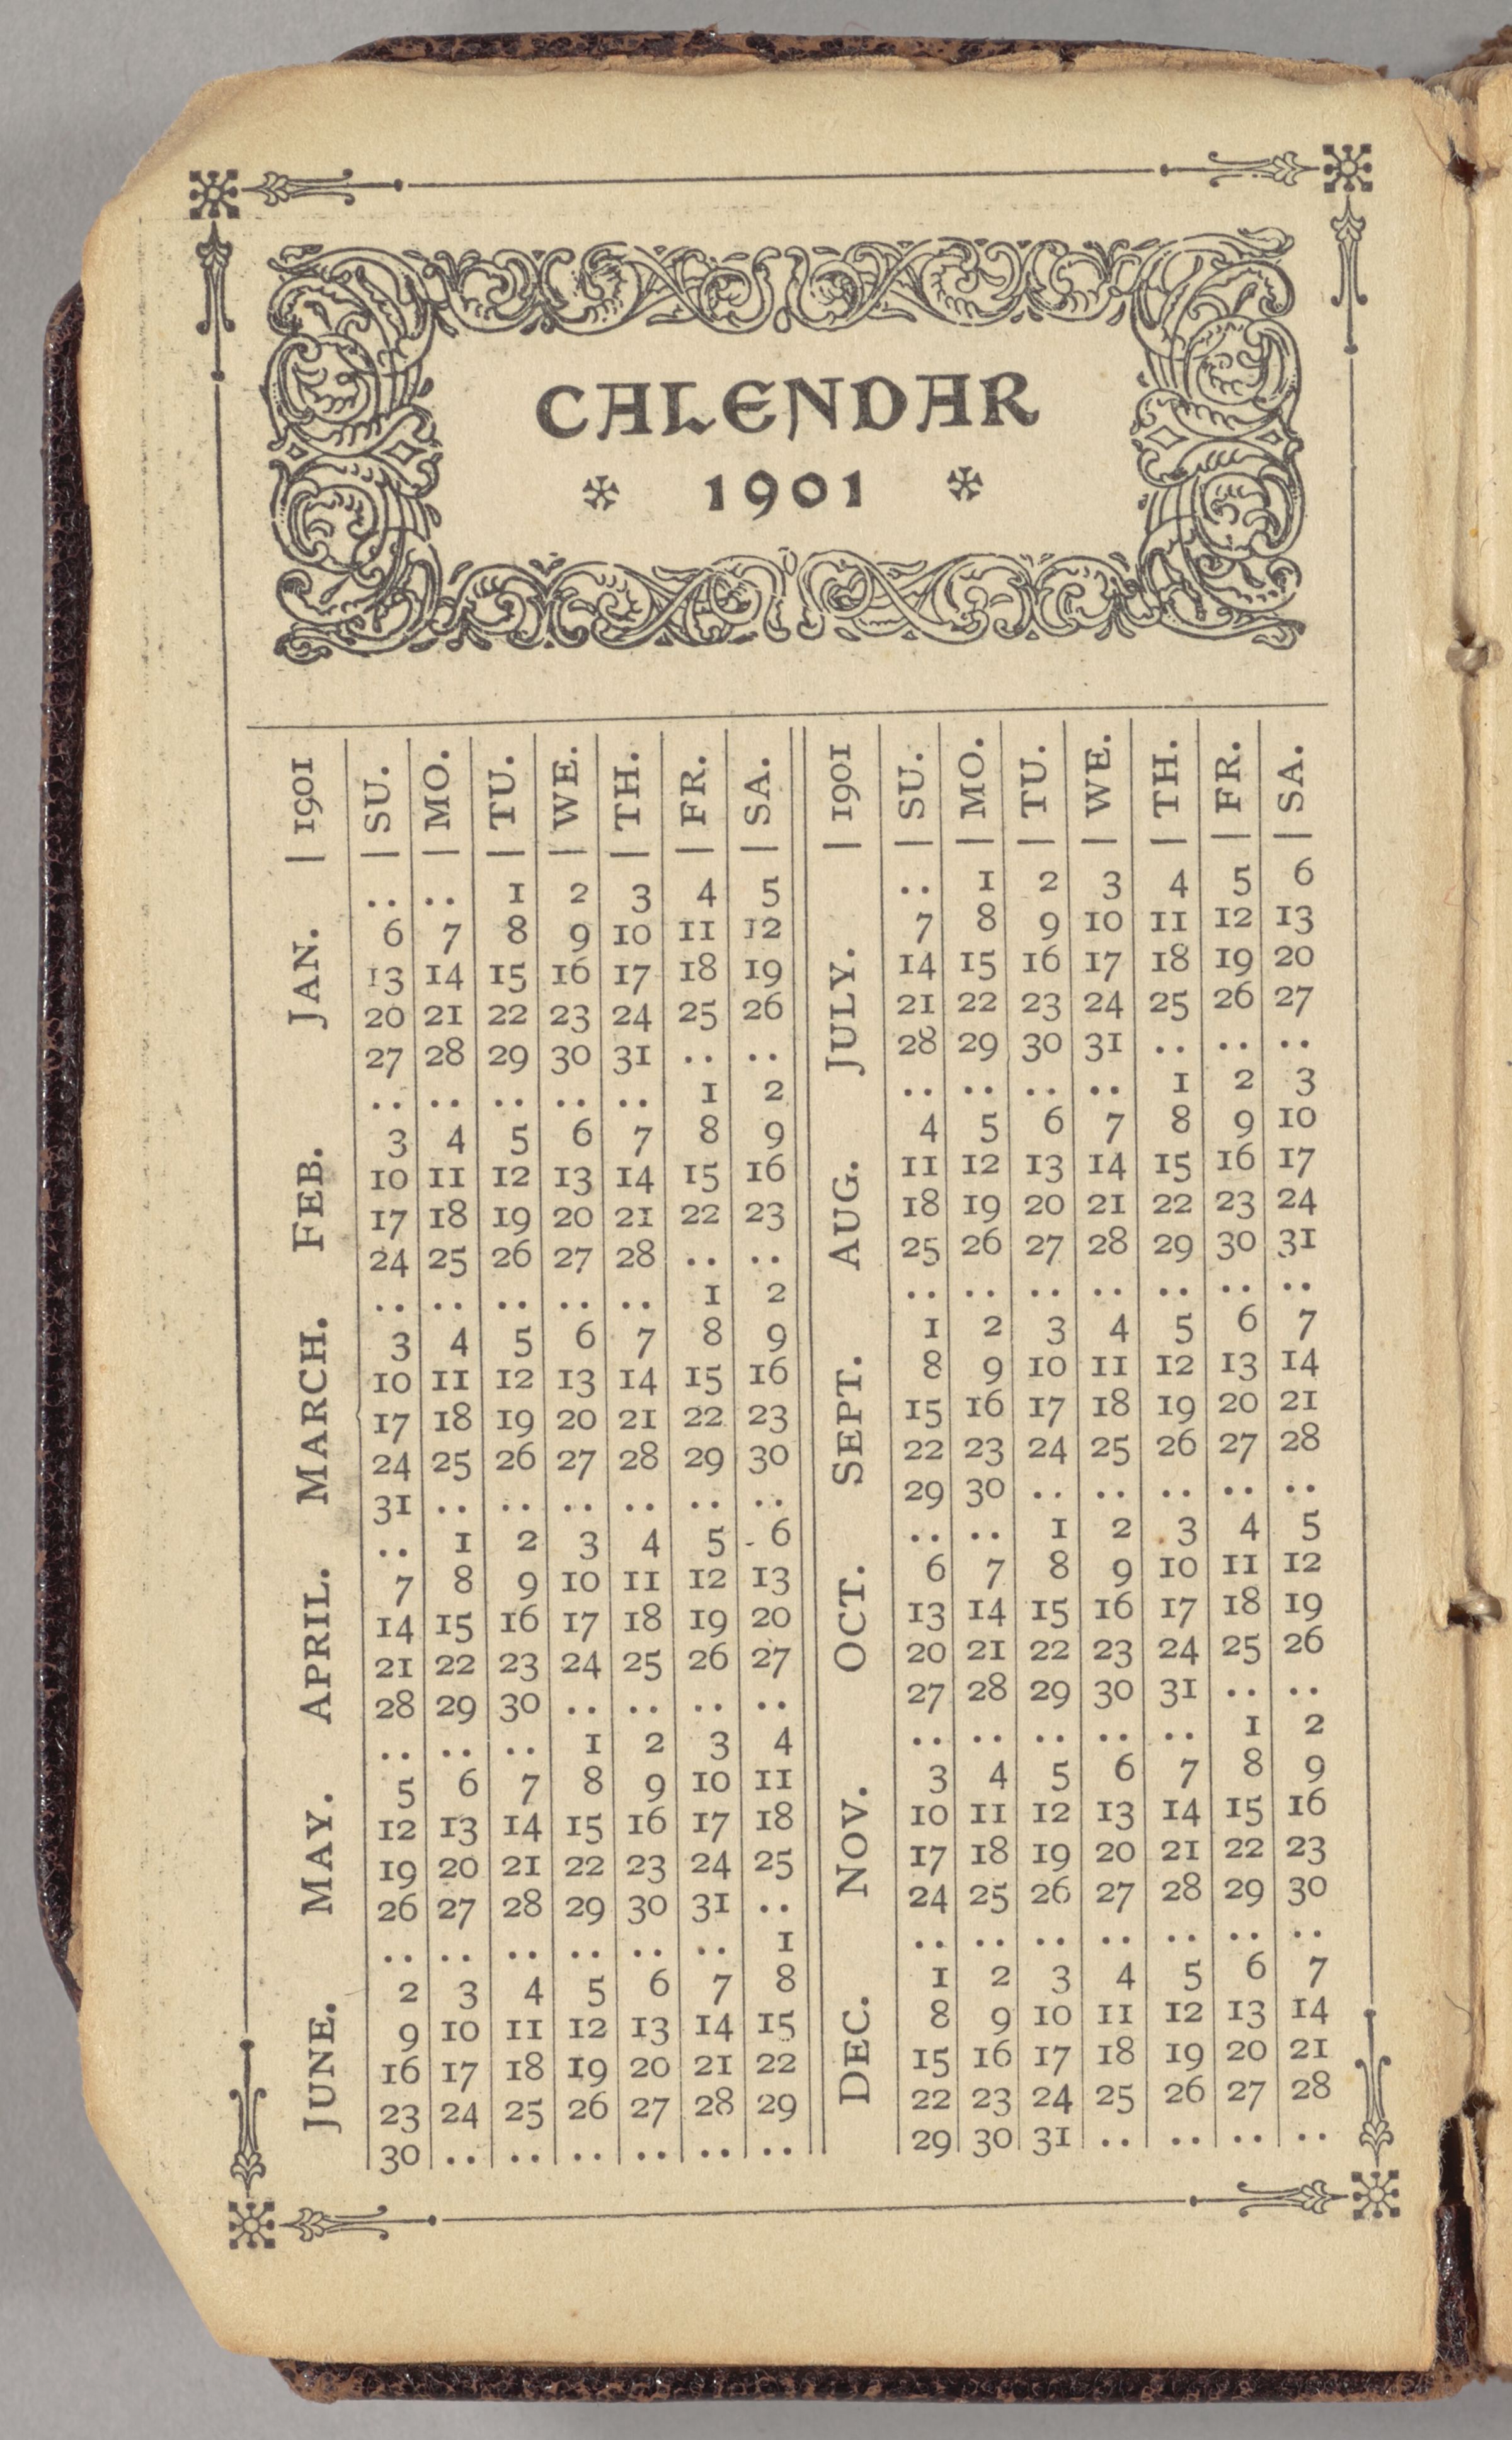 CALENDAR
1901
1901 SU. MO. TU. WE. TH. FR. SA.
JAN.
.. .. 1 2 3 4 5
6 7 8 9 10 11 12
13 14 15 16 17 18 19
20 21 22 23 24 25 26
27 28 29 30 31 .. ..
FEB.
.. .. .. .. .. 1 2
3 4 5 6 7 8 9
10 11 12 13 14 15 16
17 18 19 20 21 22 23
24 25 26 27 28 .. ..
MARCH.
.. .. .. .. .. 1 2
3 4 5 6 7 8 9
10 11 12 13 14 15 16
17 18 19 20 21 22 23
24 25 26 27 28 29 30
31 .. .. .. .. .. ..
APRIL.
.. 1 2 3 4 5 6
7 8 9 10 11 12 13
14 15 16 17 18 19 20
21 22 23 24 25 26 27
28 29 30 .. .. .. ..
MAY.
.. .. .. 1 2 3 4
5 6 7 8 9 10 11
12 13 14 15 16 17 18
19 20 21 22 23 24 25
26 27 28 29 30 31 ..
JUNE.
.. .. .. .. .. .. 1
2 3 4 5 6 7 8
9 10 11 12 13 14 15
16 17 18 19 20 21 22
23 24 25 26 27 28 29
30 .. .. .. .. .. ..
1901 SU. MO. TU. WE. TH. FR. SA.
JULY.
.. 1 2 3 4 5 6
7 8 9 10 11 12 13
14 15 16 17 18 19 20
21 22 23 24 25 26 27
28 29 30 31 .. .. ..
AUG.
.. .. .. .. 1 2 3
4 5 6 7 8 9 10
11 12 13 14 15 16 17
18 19 20 21 22 23 24
25 26 27 28 29 30 31
.. .. .. .. .. .. ..
SEPT.
1 2 3 4 5 6 7
8 9 10 11 12 13 14
15 16 17 18 19 20 21
22 23 24 25 26 27 28
29 30 .. .. .. .. ..
OCT.
.. .. 1 2 3 4 5
6 7 8 9 10 11 12
13 14 15 16 17 18 19
20 21 22 23 24 25 26
27 28 29 30 31 .. ..
NOV.
.. .. .. .. .. 1 2
3 4 5 6 7 8 9
10 11 12 13 14 15 16
17 18 19 20 21 22 23
24 25 26 27 28 29 30
.. .. .. .. .. .. ..
DEC.
1 2 3 4 5 6 7
8 9 10 11 12 13 14
15 16 17 18 19 20 21
22 23 24 25 26 27 28
29 30 31 .. .. .. ..